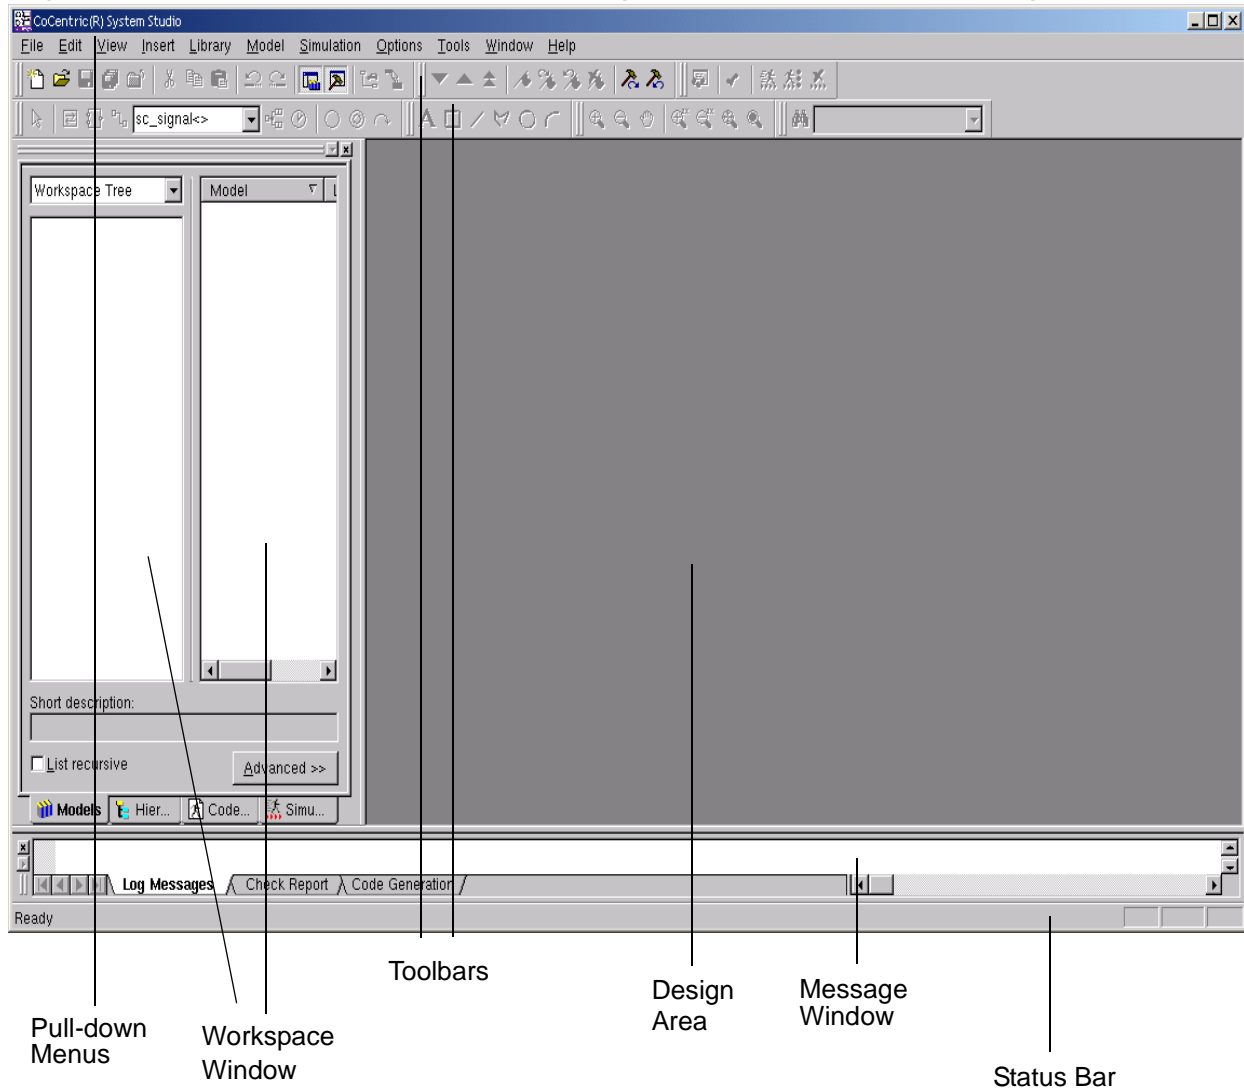 CoCentric(R) System Studio
File Edit View Insert Library Model Simulation Options Tools Window Help
sc_signal<>
Workspace Tree
Model L
Short description:
List recursive
Advanced >>
Models Hier... Code... Simu...
Log Messages Check Report Code Generation
Ready
Toolbars
Design
Area
Message
Window
Pull-down
Menus
Workspace
Window
Status Bar